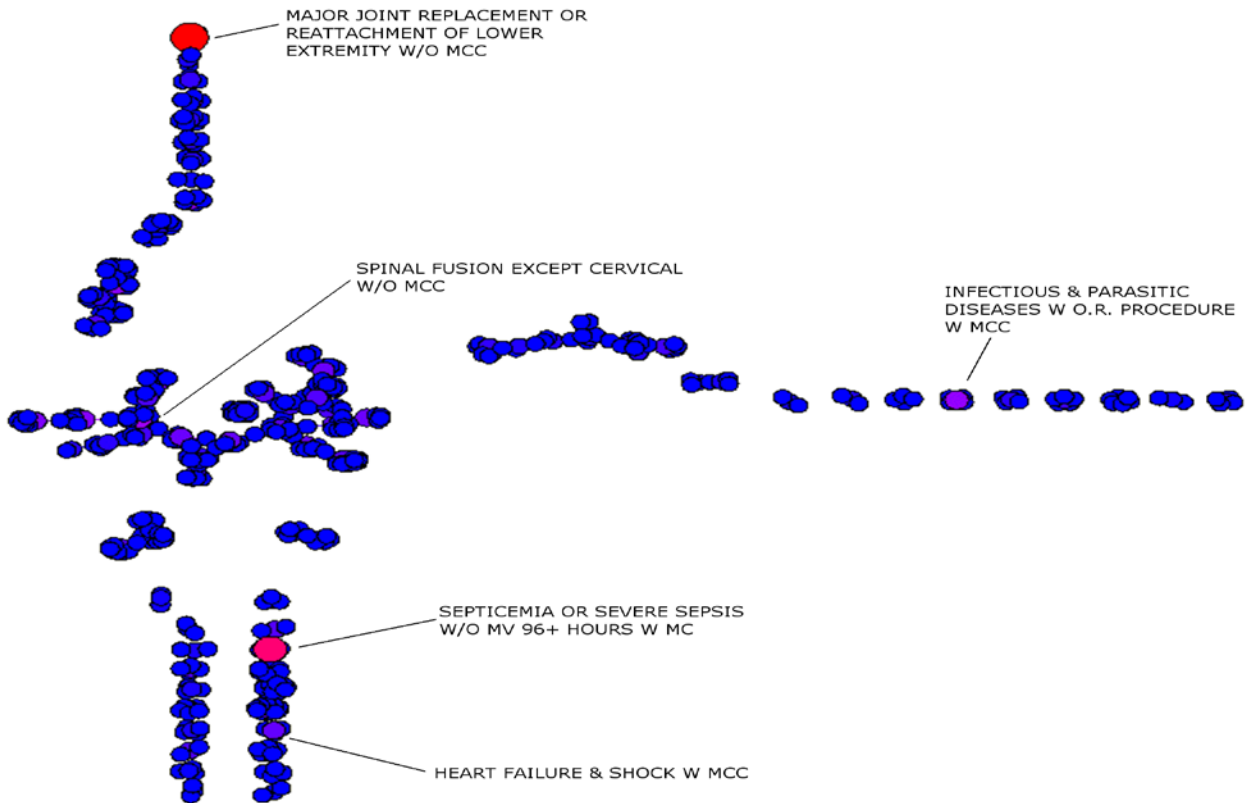 MAJOR JOINT REPLACEMENT OR
REATTACHMENT OF LOWER
EXTREMITY W/O MCC
SPINAL FUSION EXCEPT CERVICAL
W/O MCC
INFECTIOUS & PARASITIC
DISEASES W O.R. PROCEDURE
W MCC
SEPTICEMIA OR SEVERE SEPSIS
W/O MV 96+ HOURS W MC
HEART FAILURE & SHOCK W MCC